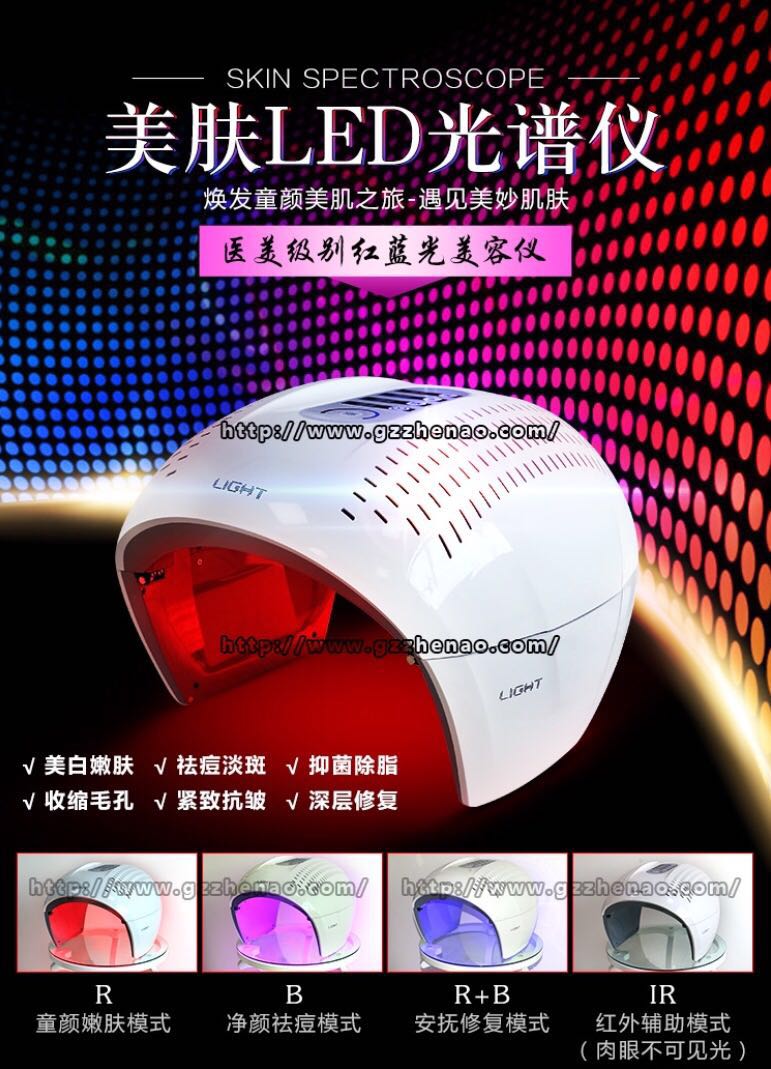 SKIN SPECTROSCOPE
美肤LED光谱仪
焕发童颜美肌之旅-遇见美妙肌肤
医美级别红蓝光美容仪
http://www.gzzhenao.com/
LIGHT
http://www.gzzhenao.com/
LIGHT
√ 美白嫩肤 √ 祛痘淡斑 √ 抑菌除脂
√ 收缩毛孔 √ 紧致抗皱 √ 深层修复
http://www.gzzhenao.com/ http://www.gzzhenao.com/
R B R+B IR
童颜嫩肤模式 净颜祛痘模式 安抚修复模式 红外辅助模式
(肉眼不可见光)